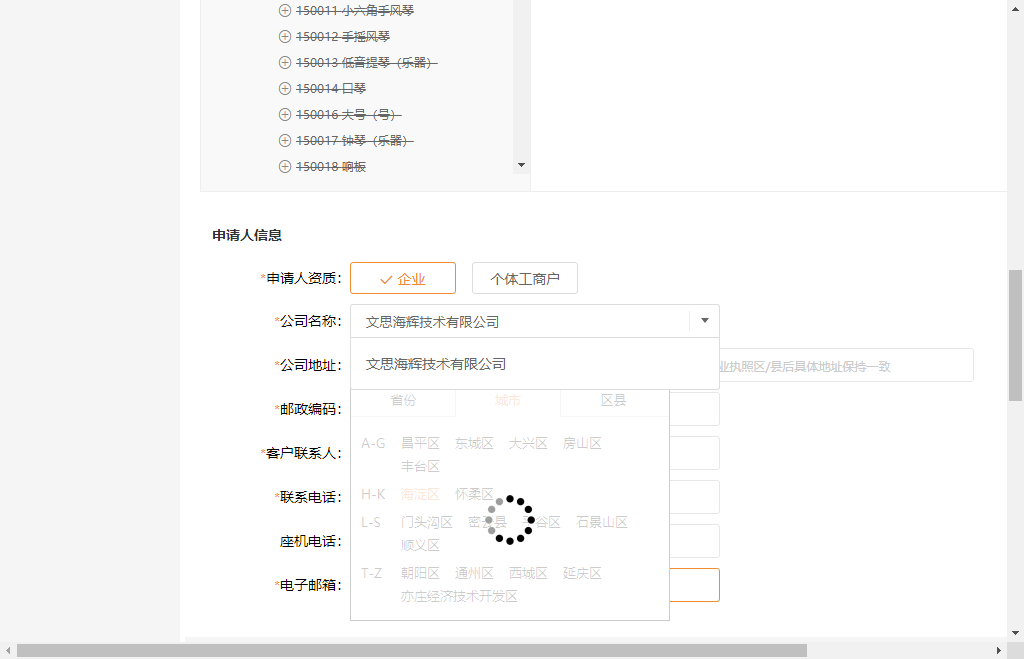 150011 小六角手风琴
150012 手摇风琴
150013 低音提琴（乐器）
150014 口琴
150016 大号（号）
150017 钟琴（乐器）
150018 响板
申请人信息
*申请人资质： 企业 个体工商户
*公司名称： 文思海辉技术有限公司
文思海辉技术有限公司
*公司地址： 业执照区/县后具体地址保持一致
*邮政编码： 省份 城市 区县
A-G 昌平区 东城区 大兴区 房山区
*客户联系人： 丰台区
H-K 海淀区 怀柔区
*联系电话：
L-S 门头沟区 密云县 平谷区 石景山区
座机电话： 顺义区
T-Z 朝阳区 通州区 西城区 延庆区
*电子邮箱：
亦庄经济技术开发区